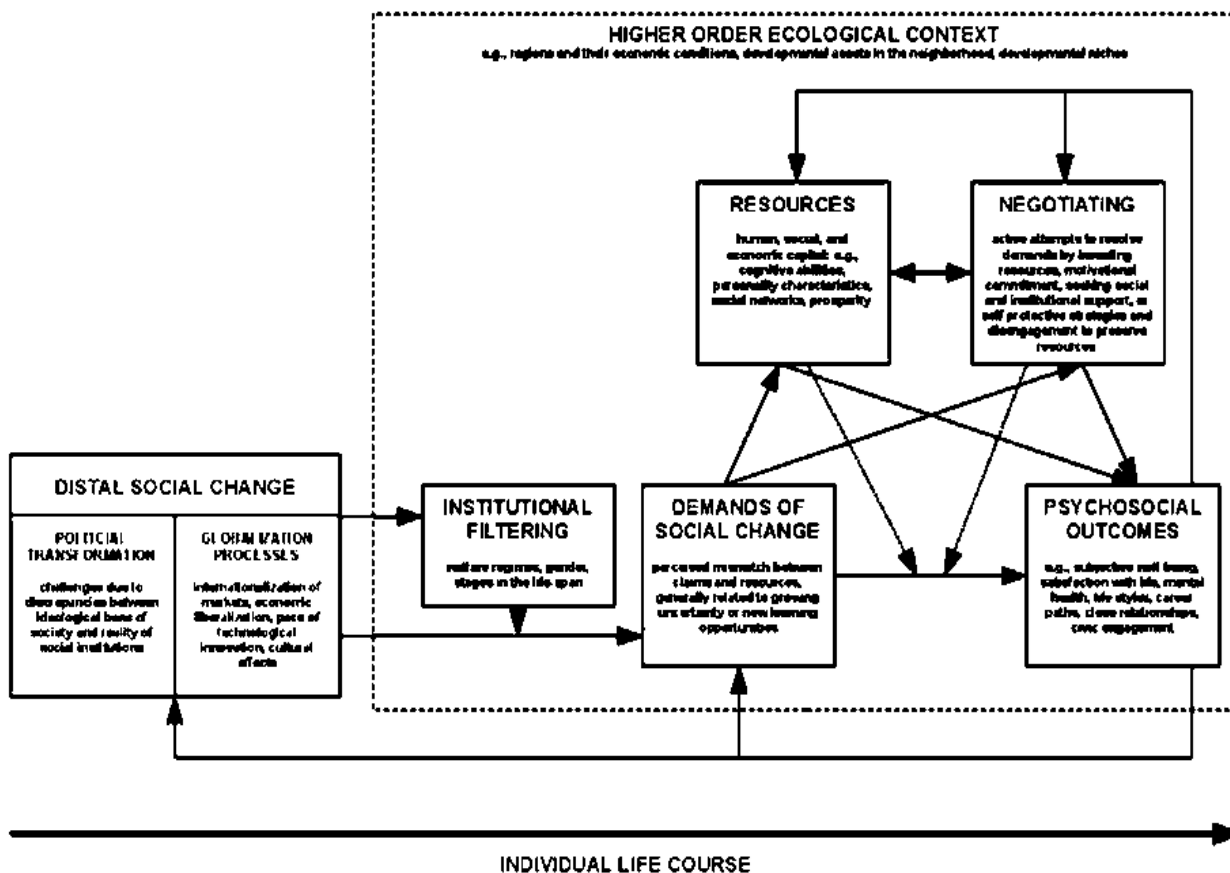 HIGHER ORDER ECOLOGICAL CONTEXT
e.g., regions and their economic conditions, developmental assets in the neighborhood, developmental niches
RESOURCES
human, social, and
economic capital: e.g.,
cognitive abilities,
personality characteristics,
social networks, prosperity
NEGOTIATING
active attempts to resolve
demands by investing
resources, motivational
commitment, seeking social
and institutional support, or
self protective strategies and
disengagement to preserve
resources
DISTAL SOCIAL CHANGE
POLITICIAL
TRANSFORMATION
challenges due to
discrepancies between
ideological base of
society and reality of
social institutions
GLOBALIZATION
PROCESSES
internationalization of
markets, economic
liberalization, pace of
technological
innovation, cultural
effects
INSTITUTIONAL
FILTERING
welfare regimes, gender,
stages in the life span
DEMANDS OF
SOCIAL CHANGE
perceived mismatch between
claims and resources,
generally related to growing
uncertainty or new learning
opportunities
PSYCHOSOCIAL
OUTCOMES
e.g., subjective well being,
satisfaction with life, mental
health, life styles, career
paths, close relationships,
civic engagement
INDIVIDUAL LIFE COURSE